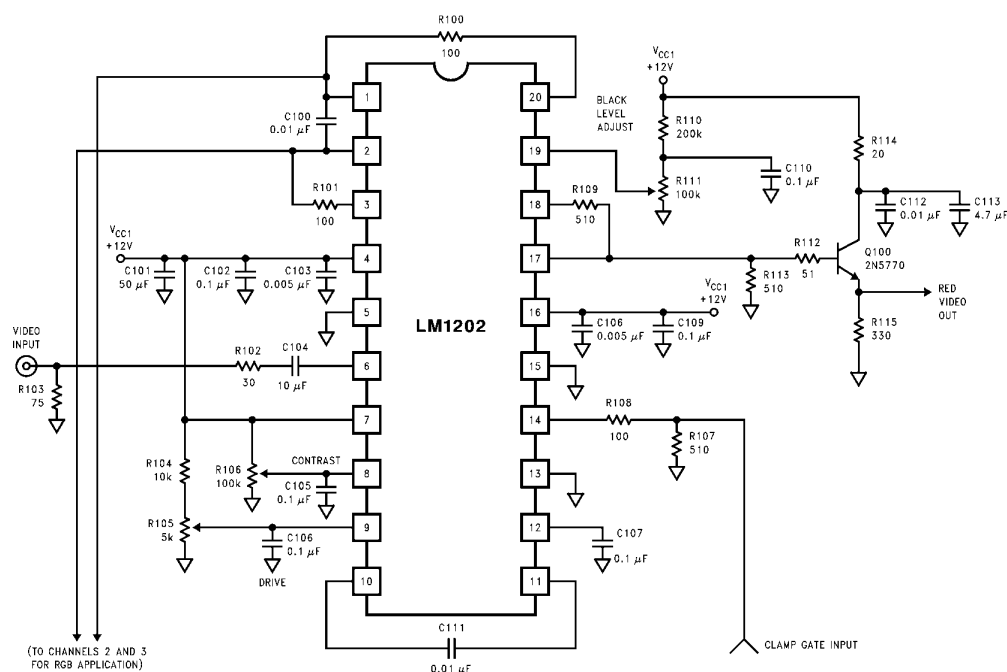 R100
100
VCC1
+12V
BLACK
LEVEL
ADJUST
R110
200k
R114
20
C100
0.01 µF
R111
100k
C110
0.1 µF
C112
0.01 µF
C113
4.7 µF
R101
100
R109
510
VCC1
+12V
C101
50 µF
C102
0.1 µF
C103
0.005 µF
R112
51
Q100
2N5770
R113
510
RED
VIDEO
OUT
R115
330
VCC1
+12V
C106
0.005 µF
C109
0.1 µF
LM1202
VIDEO
INPUT
R103
75
R102
30
C104
10 µF
R108
100
R107
510
R104
10k
R106
100k
CONTRAST
C105
0.1 µF
R105
5k
C106
0.1 µF
DRIVE
C107
0.1 µF
1
2
3
4
5
6
7
8
9
10
20
19
18
17
16
15
14
13
12
11
C111
0.01 µF
(TO CHANNELS 2 AND 3
FOR RGB APPLICATION)
CLAMP GATE INPUT